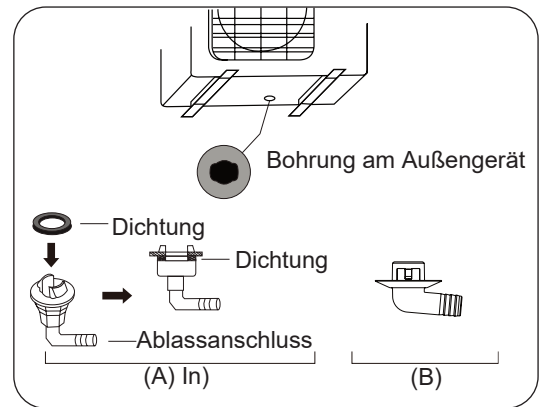 Bohrung am Außengerät
Dichtung
Dichtung
Ablassanschluss
(A) In)
(B)